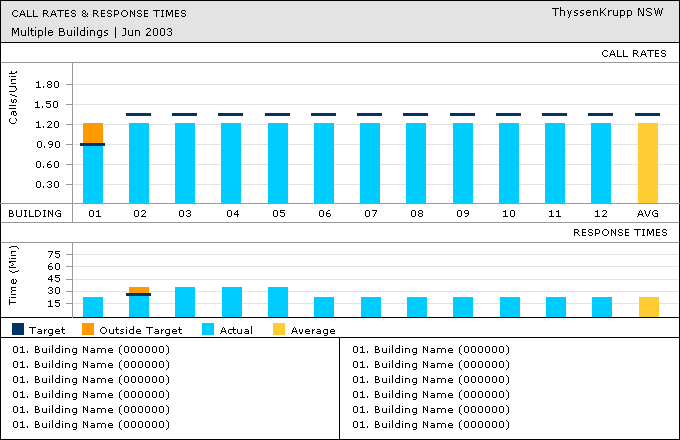 CALL RATES & RESPONSE TIMES
ThyssenKrupp NSW
Multiple Buildings | Jun 2003
CALL RATES
Calls/Unit
1.80
1.50
1.20
0.90
0.60
0.30
BUILDING 01 02 03 04 05 06 07 08 09 10 11 12 AVG
RESPONSE TIMES
Time (Min)
75
60
45
30
15
Target Outside Target Actual Average
01. Building Name (000000) 01. Building Name (000000)
01. Building Name (000000) 01. Building Name (000000)
01. Building Name (000000) 01. Building Name (000000)
01. Building Name (000000) 01. Building Name (000000)
01. Building Name (000000) 01. Building Name (000000)
01. Building Name (000000) 01. Building Name (000000)